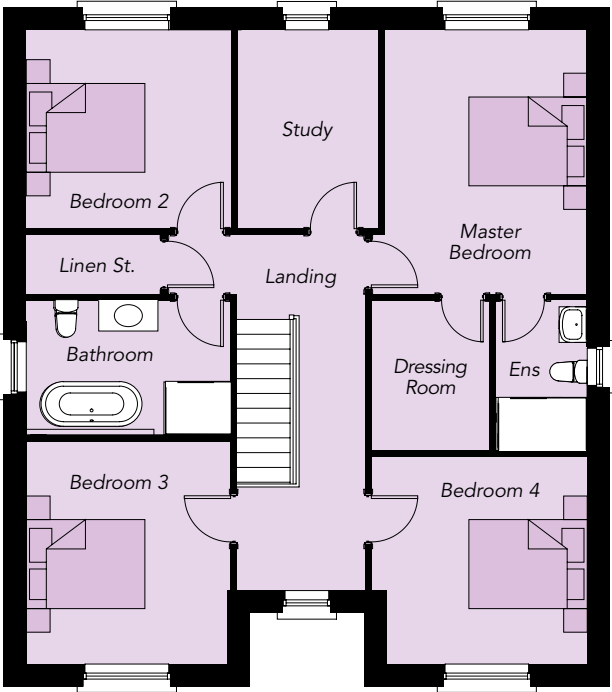 Study
Bedroom 2
Master
Bedroom
Linen St.
Landing
Bathroom
Dressing
Room
Ens
Bedroom 3
Bedroom 4